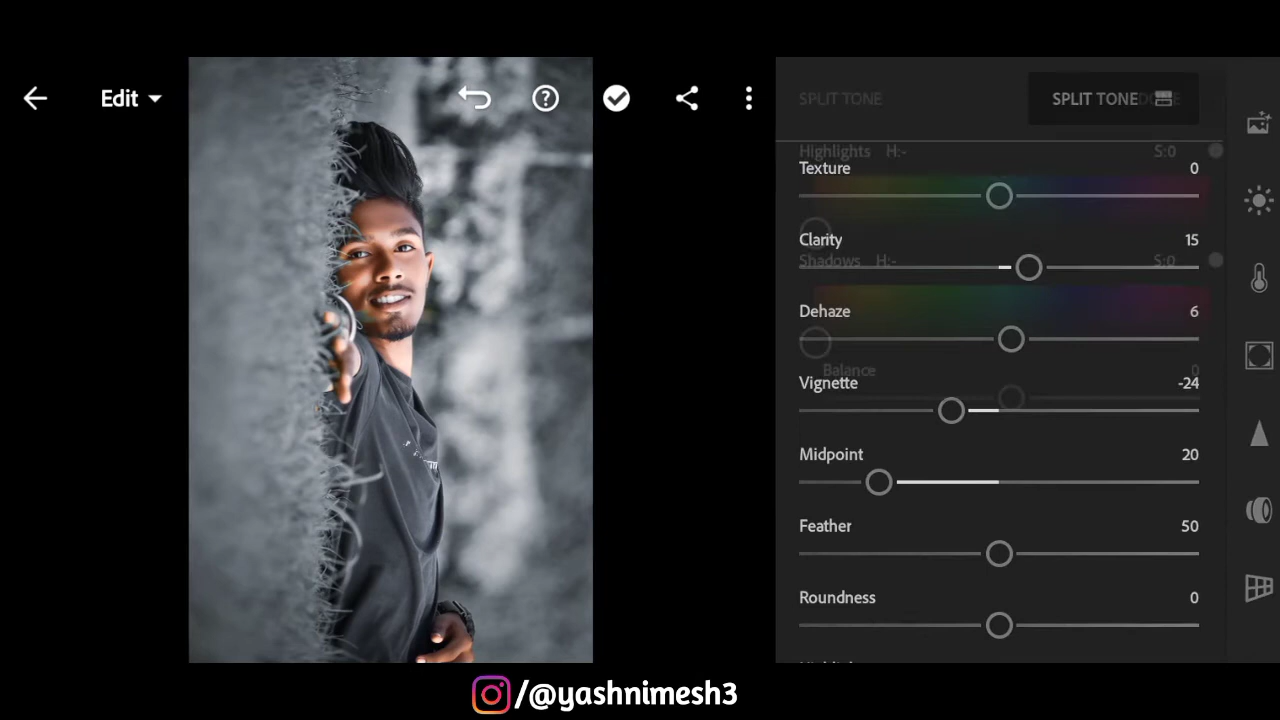 Edit
SPLIT TONE
SPLIT TONE
Highlights H:- S:0
Texture 0
Clarity 15
Shadows H:- S:0
Dehaze 6
Balance 0
Vignette -24
Midpoint 20
Feather 50
Roundness 0
/@yashnimesh3